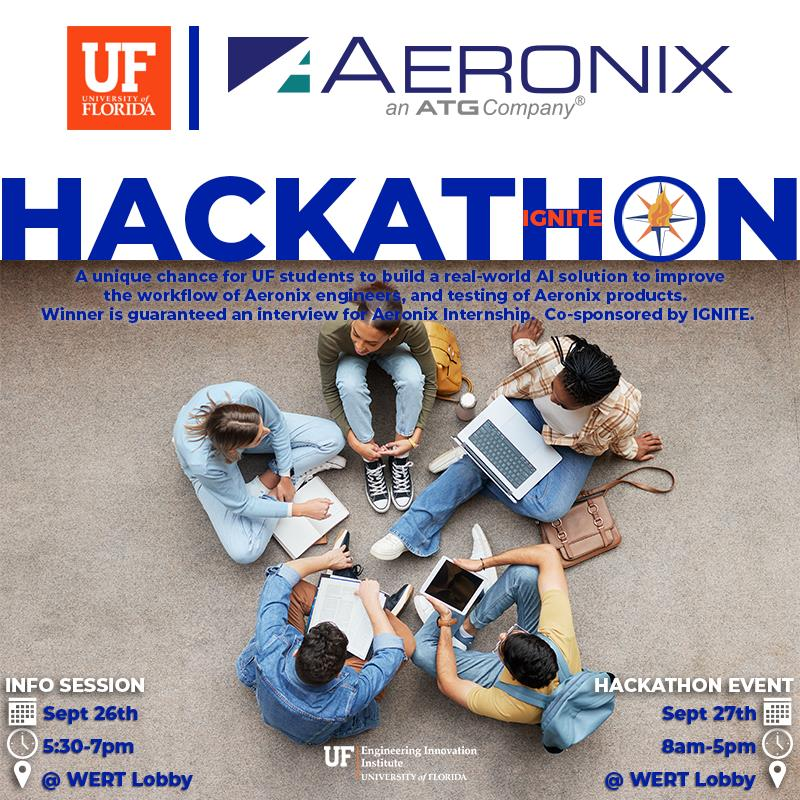 UF
UNIVERSITY of
FLORIDA
AERONIX
an ATG Company®
HACKATHON
IGNITE
A unique chance for UF students to build a real-world AI solution to improve
the workflow of Aeronix engineers, and testing of Aeronix products.
Winner is guaranteed an interview for Aeronix Internship. Co-sponsored by IGNITE.
INFO SESSION
Sept 26th
5:30-7pm
@ WERT Lobby
HACKATHON EVENT
Sept 27th
8am-5pm
@ WERT Lobby
UF Engineering Innovation
Institute
UNIVERSITY of FLORIDA